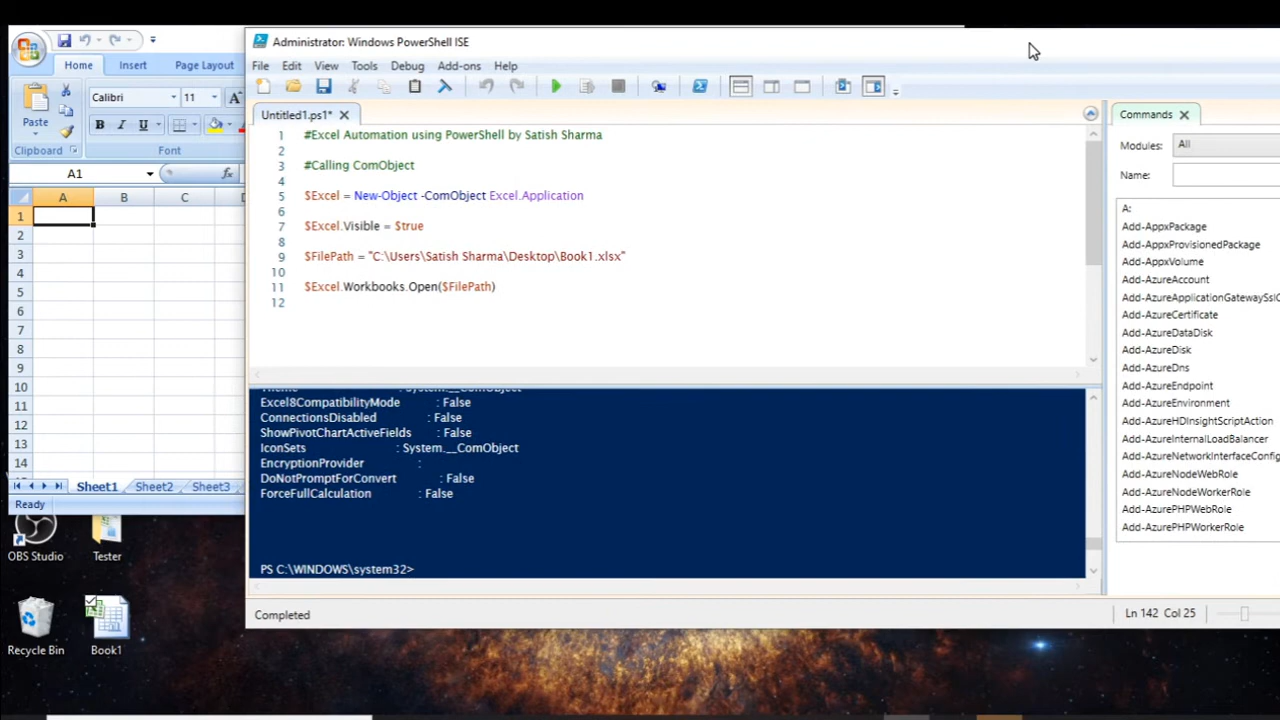 Administrator: Windows PowerShell ISE
Home Insert Page Layout
File Edit View Tools Debug Add-ons Help
Calibri 11 A
Paste
B I U
Clipboard Font
A1 fx
A B C D
1
2
3
4
5
6
7
8
9
10
11
12
13
14
Sheet1 Sheet2 Sheet3
Ready
Untitled1.ps1* X
1 #Excel Automation using PowerShell by Satish Sharma
2
3 #Calling ComObject
4
5 $Excel = New-Object -ComObject Excel.Application
6
7 $Excel.Visible = $true
8
9 $FilePath = "C:\Users\Satish Sharma\Desktop\Book1.xlsx"
10
11 $Excel.Workbooks.Open($FilePath)
12
Excel8CompatibilityMode : False
ConnectionsDisabled : False
ShowPivotChartActiveFields : False
IconSets : System.__ComObject
EncryptionProvider :
DoNotPromptForConvert : False
ForceFullCalculation : False
PS C:\WINDOWS\system32>
Completed
Ln 142 Col 25
Commands X
Modules: All
Name:
A:
Add-AppxPackage
Add-AppxProvisionedPackage
Add-AppxVolume
Add-AzureAccount
Add-AzureApplicationGatewaySslC
Add-AzureCertificate
Add-AzureDataDisk
Add-AzureDisk
Add-AzureDns
Add-AzureEndpoint
Add-AzureEnvironment
Add-AzureHDInsightScriptAction
Add-AzureInternalLoadBalancer
Add-AzureNetworkInterfaceConfig
Add-AzureNodeWebRole
Add-AzureNodeWorkerRole
Add-AzurePHPWebRole
Add-AzurePHPWorkerRole
OBS Studio
Tester
Recycle Bin
Book1